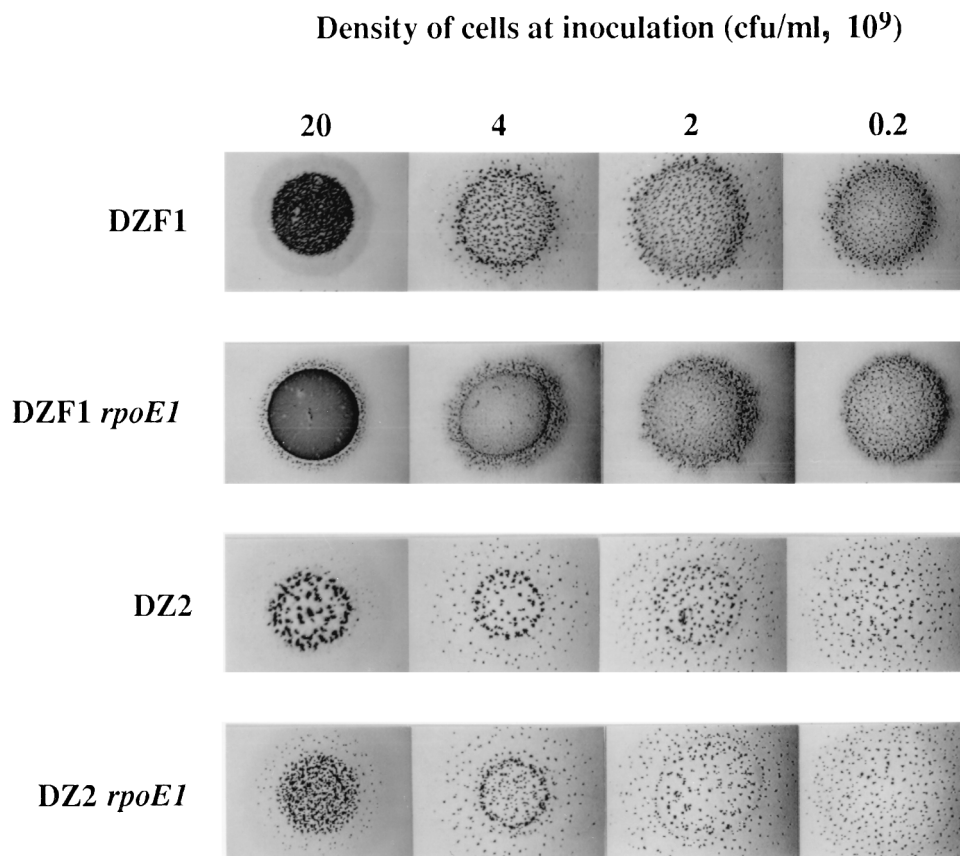 Density of cells at inoculation (cfu/ml, 10⁹)
20 4 2 0.2
DZF1
DZF1 rpoE1
DZ2
DZ2 rpoE1